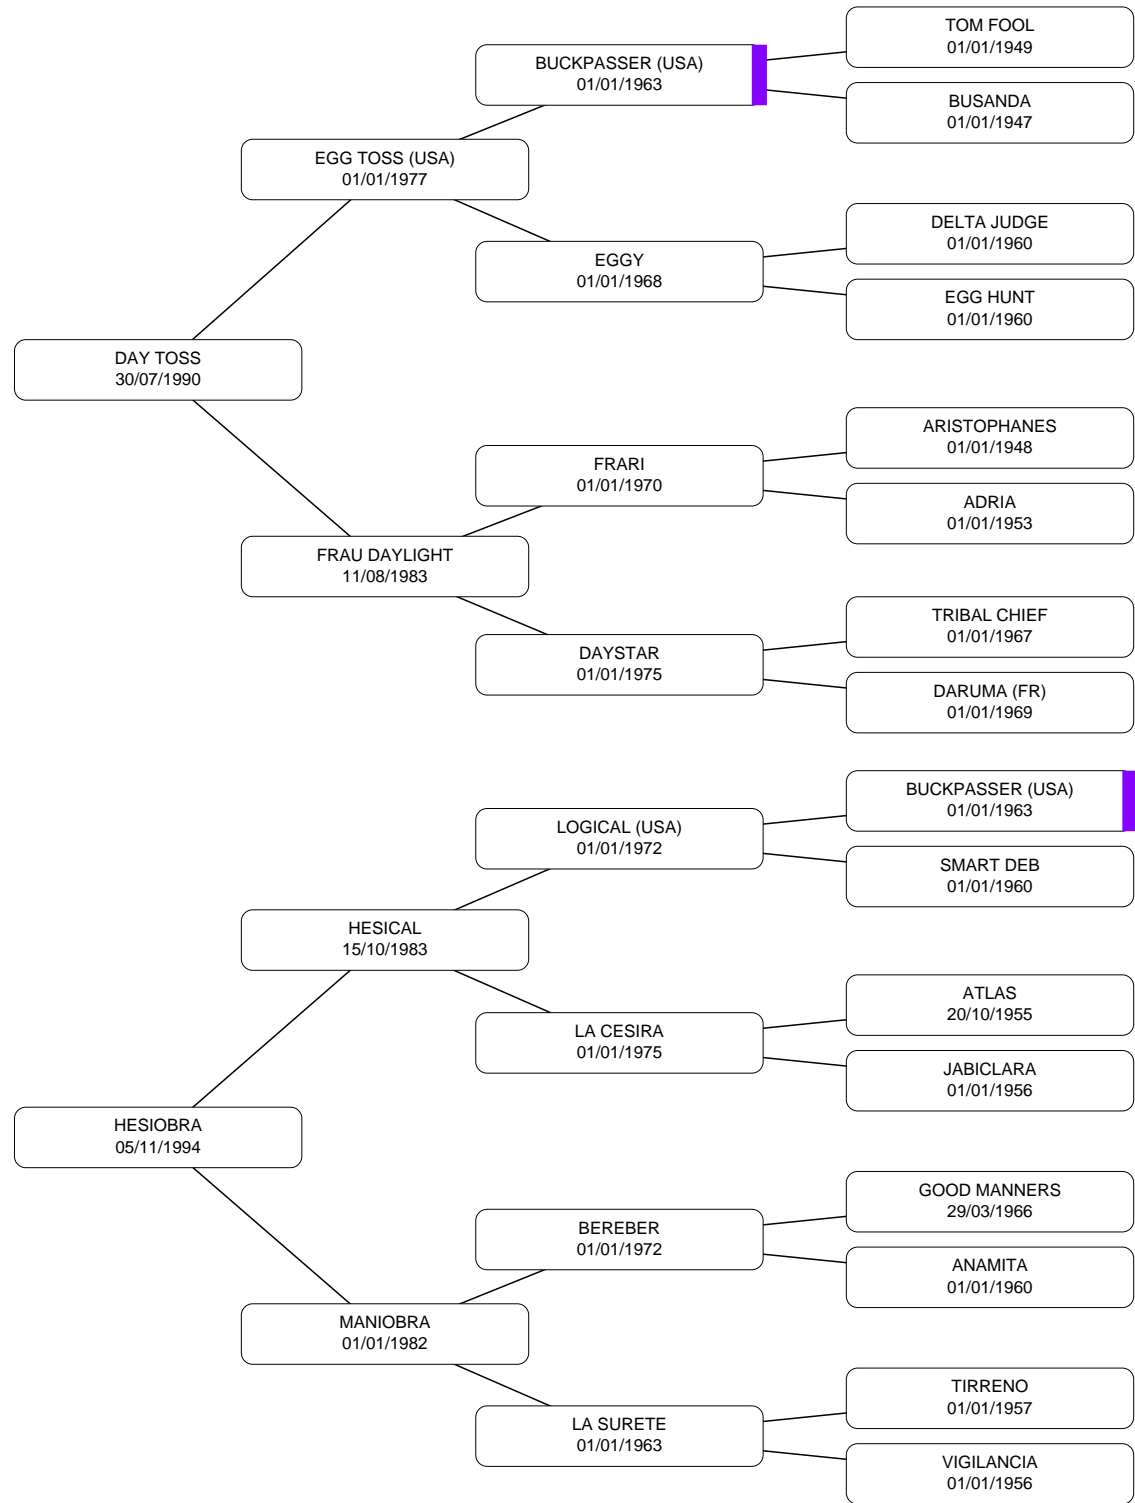 TOM FOOL
01/01/1949
BUCKPASSER (USA)
01/01/1963
BUSANDA
01/01/1947
EGG TOSS (USA)
01/01/1977
DELTA JUDGE
01/01/1960
EGGY
01/01/1968
EGG HUNT
01/01/1960
DAY TOSS
30/07/1990
ARISTOPHANES
01/01/1948
FRARI
01/01/1970
ADRIA
01/01/1953
FRAU DAYLIGHT
11/08/1983
TRIBAL CHIEF
01/01/1967
DAYSTAR
01/01/1975
DARUMA (FR)
01/01/1969
BUCKPASSER (USA)
01/01/1963
LOGICAL (USA)
01/01/1972
SMART DEB
01/01/1960
HESICAL
15/10/1983
ATLAS
20/10/1955
LA CESIRA
01/01/1975
JABICLARA
01/01/1956
HESIOBRA
05/11/1994
GOOD MANNERS
29/03/1966
BEREBER
01/01/1972
ANAMITA
01/01/1960
MANIOBRA
01/01/1982
TIRRENO
01/01/1957
LA SURETE
01/01/1963
VIGILANCIA
01/01/1956